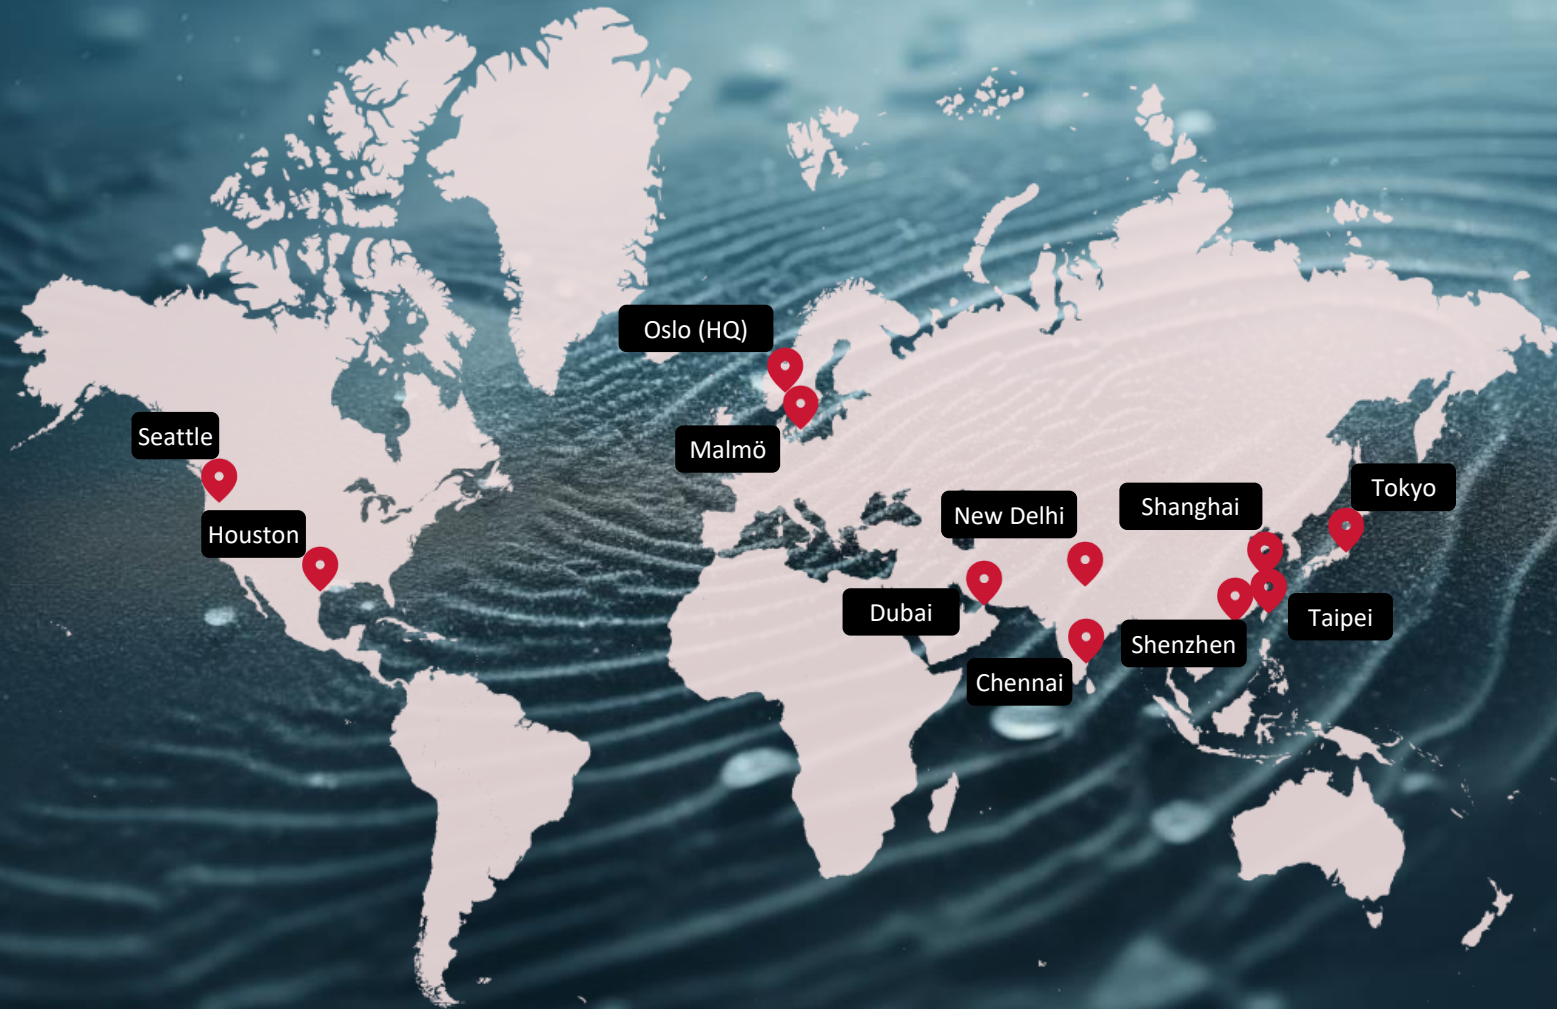 Oslo (HQ)
Seattle
Malmö
Tokyo
Shanghai
New Delhi
Houston
Dubai
Taipei
Shenzhen
Chennai